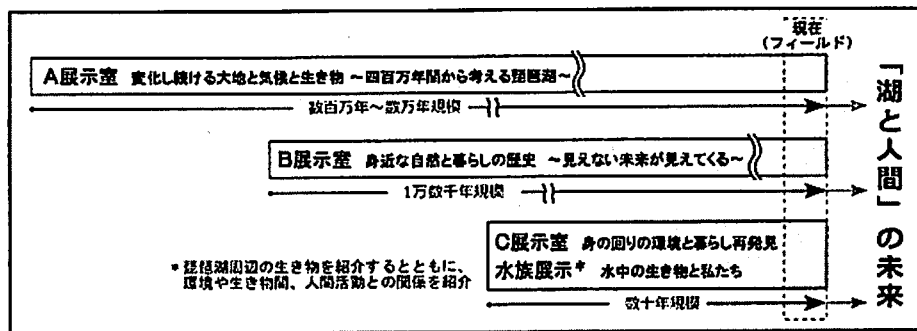 現在
(フィールド)
A展示室 変化し続ける大地と気候と生き物 ～四百万年間から考える琵琶湖～
数百万年～数万年規模
B展示室 身近な自然と暮らしの歴史 ～見えない未来が見えてくる～
1万数千年規模
C展示室 身の回りの環境と暮らし再発見
水族展示* 水中の生き物と私たち
*琵琶湖周辺の生き物を紹介するとともに、
環境や生き物間、人間活動との関係を紹介
数十年規模
「湖と人間」の未来